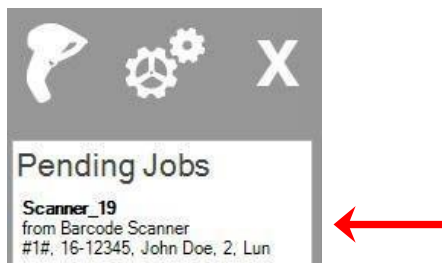 X
Pending Jobs
Scanner_19
from Barcode Scanner
#1#, 16-12345, John Doe, 2, Lun